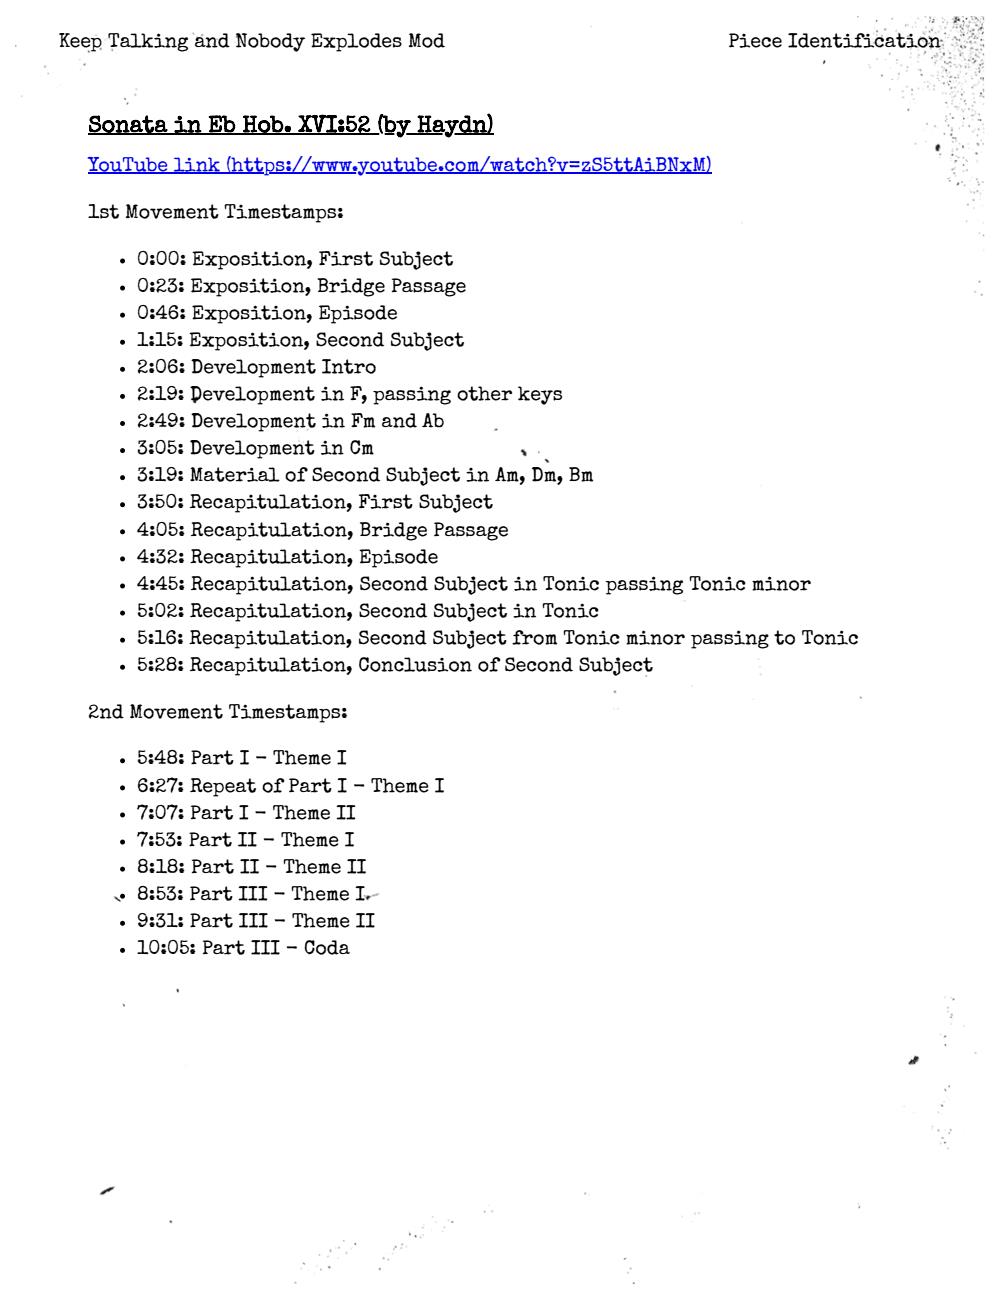 Keep Talking and Nobody Explodes Mod
Piece Identification
Sonata in Eb Hob. XVI:52 (by Haydn)
YouTube link (https://www.youtube.com/watch?v=zS5ttAiBNxM)
1st Movement Timestamps:
• 0:00: Exposition, First Subject
• 0:23: Exposition, Bridge Passage
• 0:46: Exposition, Episode
• 1:15: Exposition, Second Subject
• 2:06: Development Intro
• 2:19: Development in F, passing other keys
• 2:49: Development in Fm and Ab
• 3:05: Development in Cm
• 3:19: Material of Second Subject in Am, Dm, Bm
• 3:50: Recapitulation, First Subject
• 4:05: Recapitulation, Bridge Passage
• 4:32: Recapitulation, Episode
• 4:45: Recapitulation, Second Subject in Tonic passing Tonic minor
• 5:02: Recapitulation, Second Subject in Tonic
• 5:16: Recapitulation, Second Subject from Tonic minor passing to Tonic
• 5:28: Recapitulation, Conclusion of Second Subject
2nd Movement Timestamps:
• 5:48: Part I – Theme I
• 6:27: Repeat of Part I – Theme I
• 7:07: Part I – Theme II
• 7:53: Part II – Theme I
• 8:18: Part II – Theme II
• 8:53: Part III – Theme I
• 9:31: Part III – Theme II
• 10:05: Part III – Coda